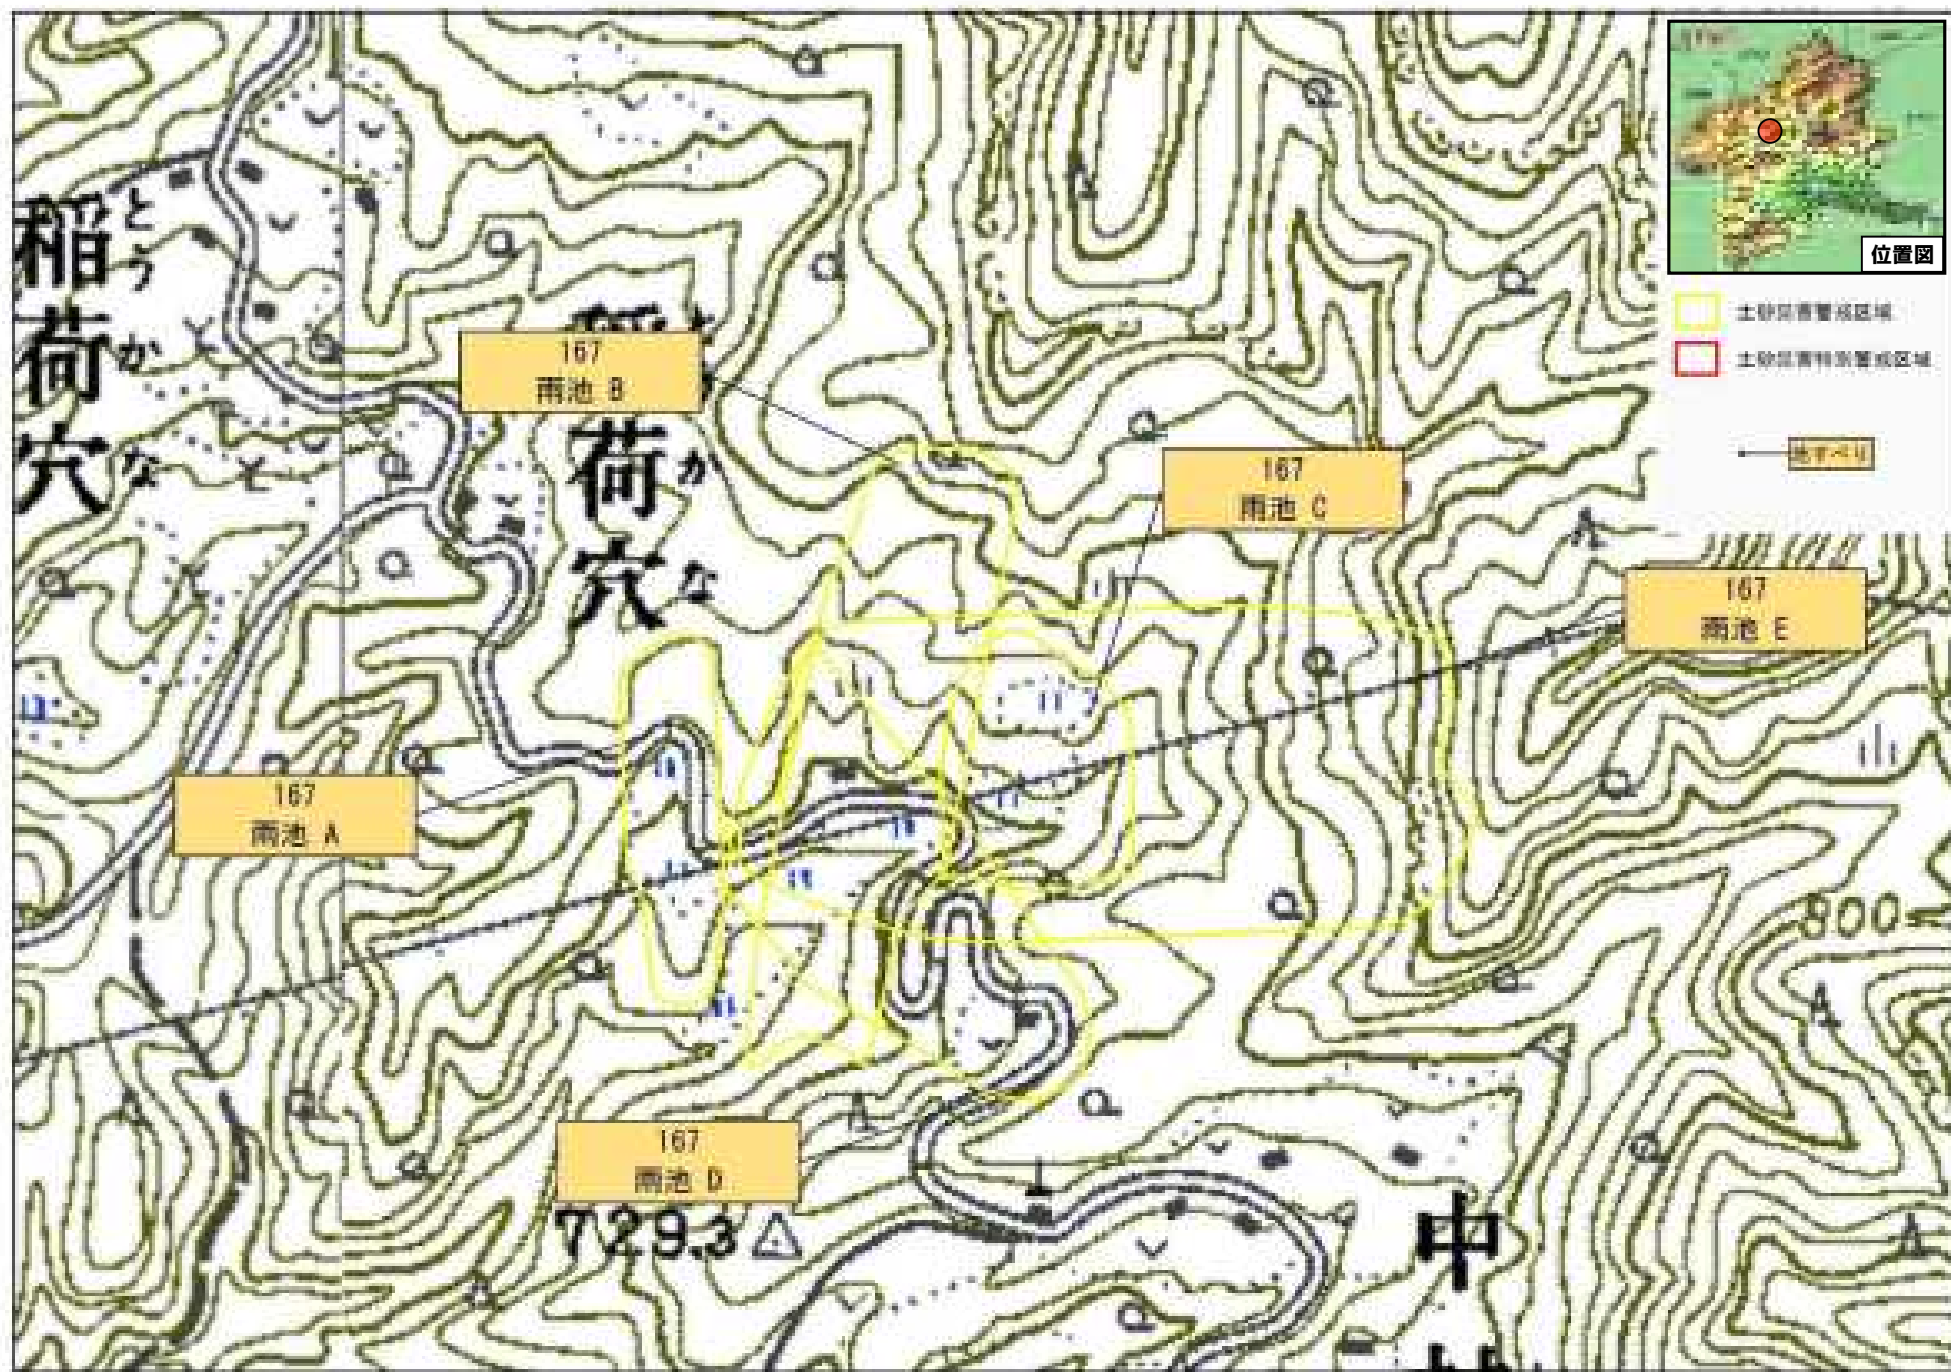 位置図
土砂災害警戒区域
土砂災害特別警戒区域
地すべり
稲荷穴
とうかな
荷穴
かな
167
雨池 B
167
雨池 C
167
雨池 E
167
雨池 A
167
雨池 D
800
729.3
中